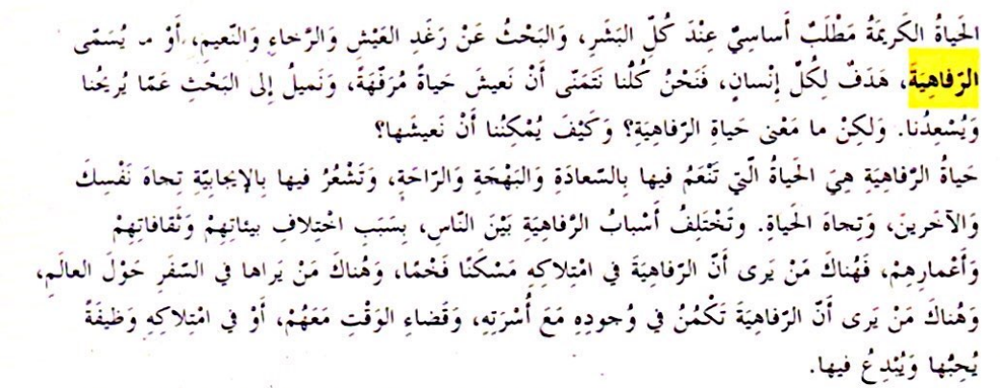 الحَياةُ الكَريمَةُ مَطْلَبٌ أَساسِيٌّ عِنْدَ كُلِّ البَشَرِ، وَالبَحْثُ عَنْ رَغَدِ العَيْشِ وَالرَّخاءِ وَالنَّعيمِ، أَوْ ما يُسَمّى
الرَّفاهِيَةَ، هَدَفٌ لِكُلِّ إِنْسانٍ، فَنَحْنُ كُلُّنا نَتَمَنّى أَنْ نَعيشَ حَياةً مُرَفَّهَةً، وَنَميلُ إِلى البَحْثِ عَمّا يُريحُنا
وَيُسْعِدُنا. وَلكِنْ ما مَعْنى حَياةِ الرَّفاهِيَةِ؟ وَكَيْفَ يُمْكِنُنا أَنْ نَعيشَها؟
حَياةُ الرَّفاهِيَةِ هِيَ الحَياةُ الَّتي تَنْعَمُ فيها بِالسَّعادَةِ وَالبَهْجَةِ وَالرّاحَةِ، وَتَشْعُرُ فيها بِالإيجابِيَّةِ تِجاهَ نَفْسِكَ
وَالآخَرينَ، وَتِجاهَ الحَياةِ. وتَخْتَلِفُ أَسْبابُ الرَّفاهِيَةِ بَيْنَ النّاسِ، بِسَبَبِ اخْتِلافِ بيئاتِهِمْ وَثَقافاتِهِمْ
وَأَعْمارِهِمْ، فَهُناكَ مَنْ يَرى أَنَّ الرَّفاهِيَةَ في امْتِلاكِهِ مَسْكَنًا فَخْمًا، وَهُناكَ مَنْ يَراها في السَّفَرِ حَوْلَ العالَمِ،
وَهُناكَ مَنْ يَرى أَنَّ الرَّفاهِيَةَ تَكْمُنُ في وُجودِهِ مَعَ أُسْرَتِهِ، وَقَضاءِ الوَقْتِ مَعَهُمْ، أَوْ في امْتِلاكِهِ وَظيفَةً
يُحِبُّها وَيُبْدِعُ فيها.